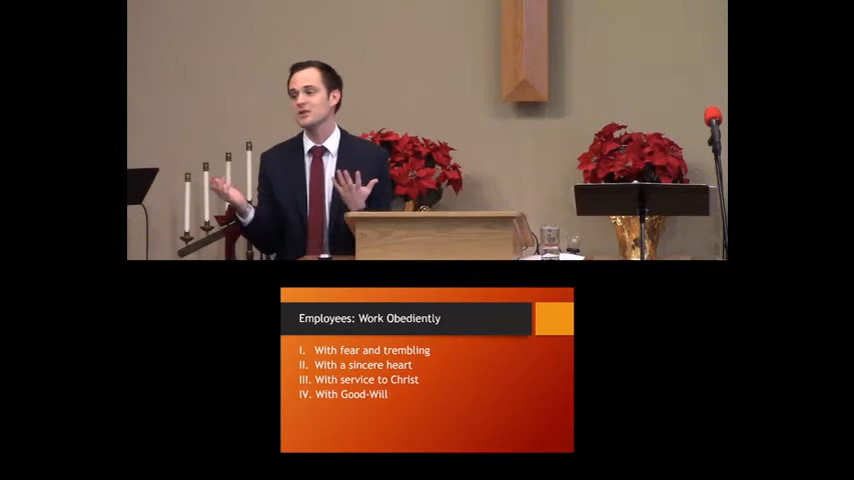 Employees: Work Obediently
I. With fear and trembling
II. With a sincere heart
III. With service to Christ
IV. With Good-Will